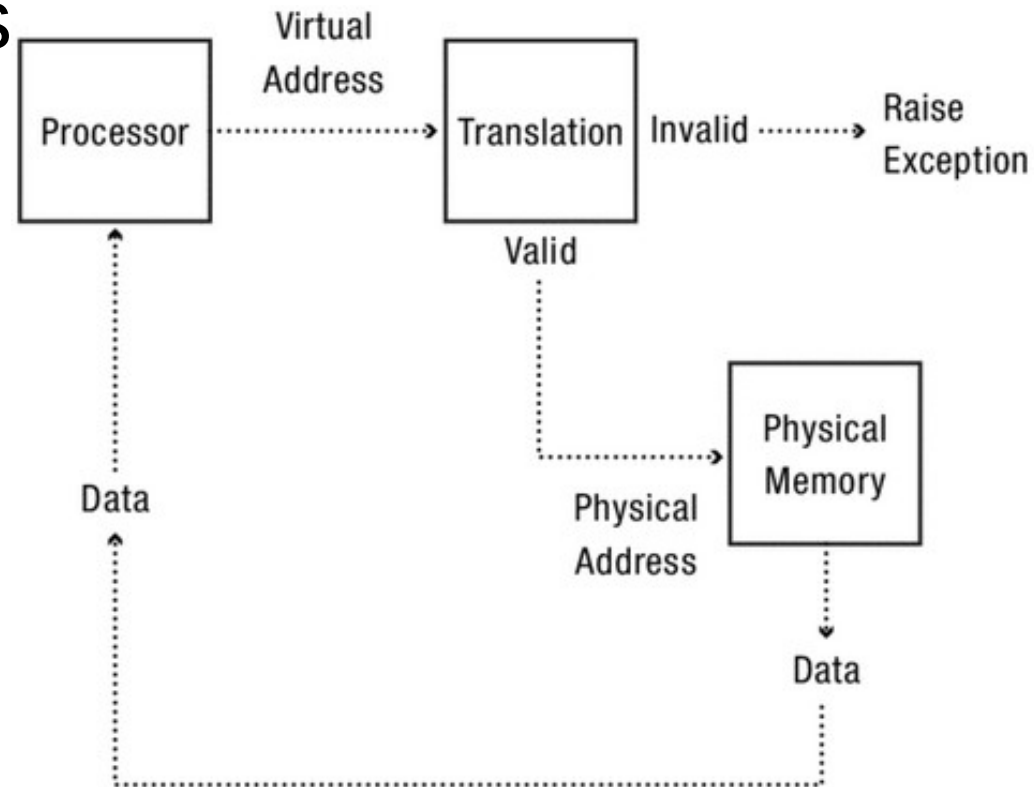 s
Virtual
Address
Processor
Translation
Invalid
Raise
Exception
Valid
Physical
Memory
Data
Physical
Address
Data